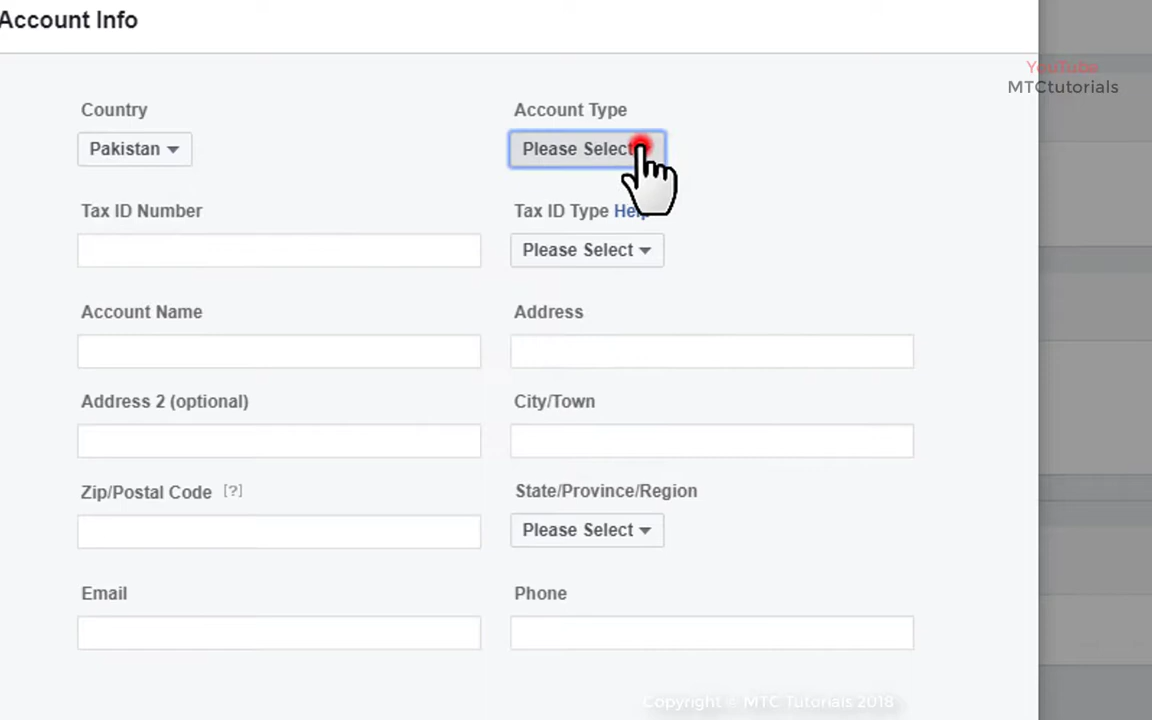 Account Info
YouTube
MTCtutorials
Country
Account Type
Pakistan
Please Select
Tax ID Number
Tax ID Type Help
Please Select
Account Name
Address
Address 2 (optional)
City/Town
Zip/Postal Code [?]
State/Province/Region
Please Select
Email
Phone
Copyright © MTC Tutorials 2018